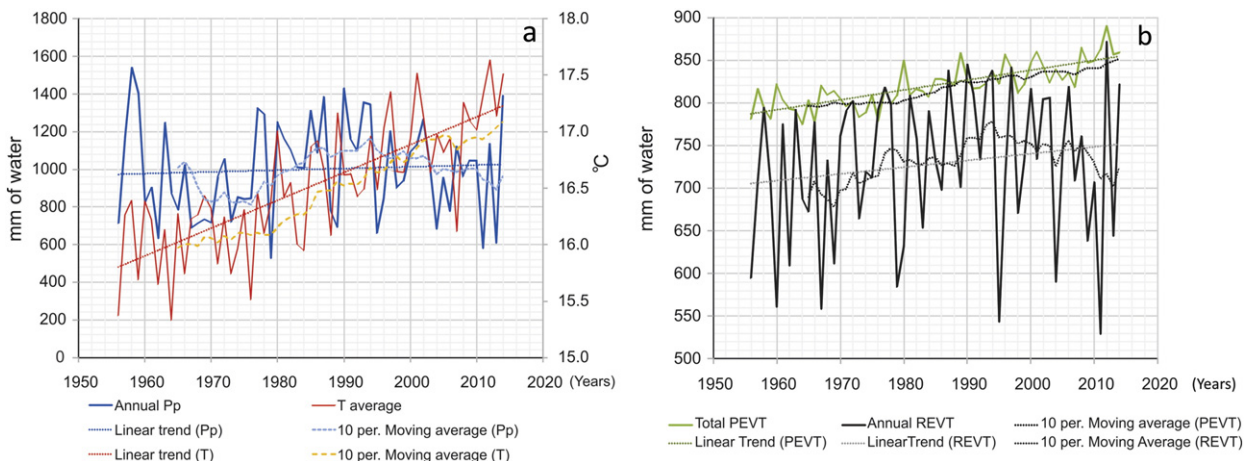 a
1800
1600
1400
1200
1000
800
600
400
200
0
mm of water
18.0
17.5
17.0
16.5
16.0
15.5
15.0
°C
1950 1960 1970 1980 1990 2000 2010 2020 (Years)
Annual Pp T average
Linear trend (Pp) 10 per. Moving average (Pp)
Linear trend (T) 10 per. Moving average (T)
b
900
850
800
750
700
650
600
550
500
mm of water
1950 1960 1970 1980 1990 2000 2010 2020 (Years)
Total PEVT Annual REVT 10 per. Moving average (PEVT)
Linear Trend (PEVT) LinearTrend (REVT) 10 per. Moving Average (REVT)